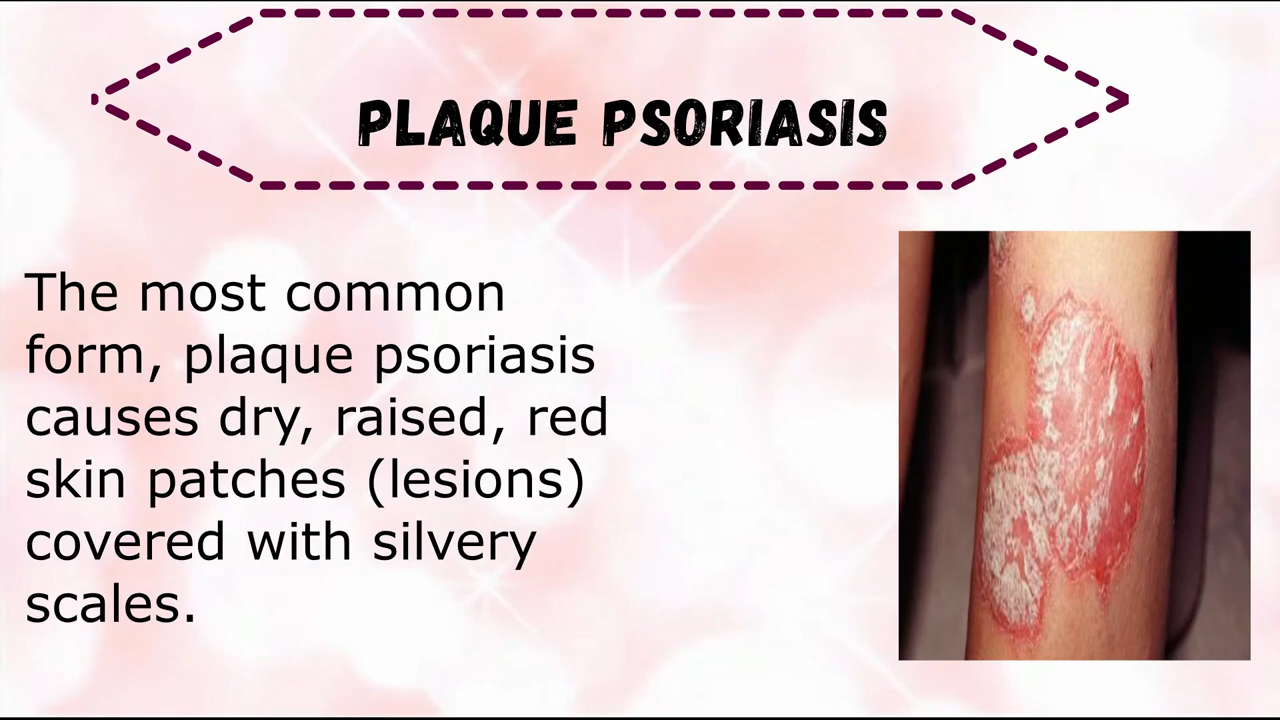 PLAQUE PSORIASIS
The most common
form, plaque psoriasis
causes dry, raised, red
skin patches (lesions)
covered with silvery
scales.